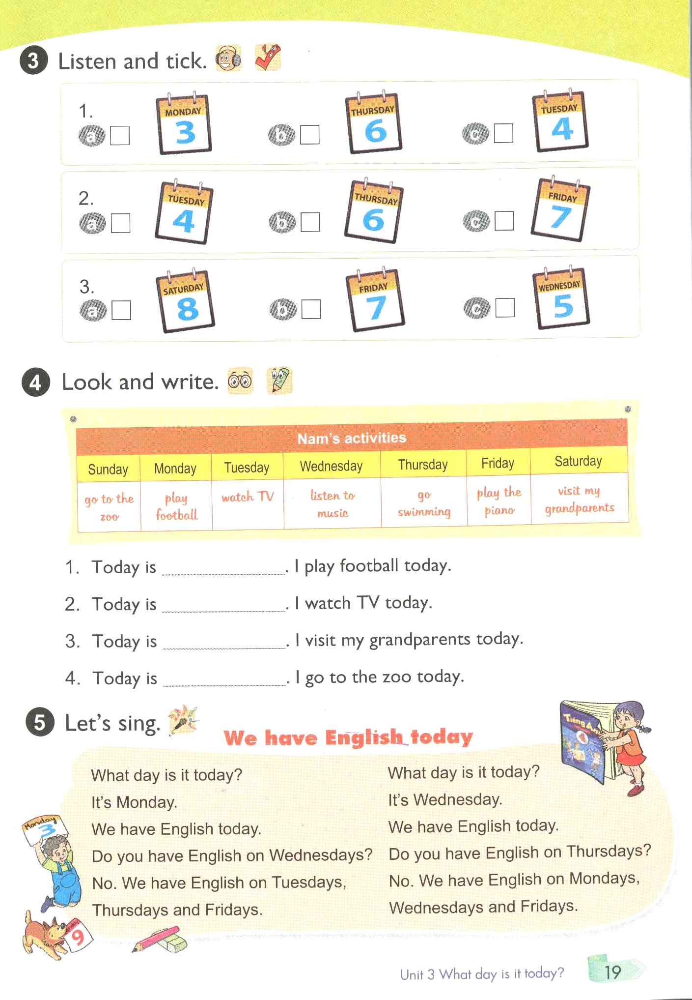 3 Listen and tick.
1.
a MONDAY 3 b THURSDAY 6 c TUESDAY 4
2.
a TUESDAY 4 b THURSDAY 6 c FRIDAY 7
3.
a SATURDAY 8 b FRIDAY 7 c WEDNESDAY 5
4 Look and write.
Nam's activities
Sunday Monday Tuesday Wednesday Thursday Friday Saturday
go to the zoo play football watch TV listen to music go swimming play the piano visit my grandparents
1. Today is ______________. I play football today.
2. Today is ______________. I watch TV today.
3. Today is ______________. I visit my grandparents today.
4. Today is ______________. I go to the zoo today.
5 Let's sing.
We have English today
Tiếng A
4
What day is it today?
It's Monday.
We have English today.
Do you have English on Wednesdays?
No. We have English on Tuesdays,
Thursdays and Fridays.
What day is it today?
It's Wednesday.
We have English today.
Do you have English on Thursdays?
No. We have English on Mondays,
Wednesdays and Fridays.
Monday
3
9
Unit 3 What day is it today? 19